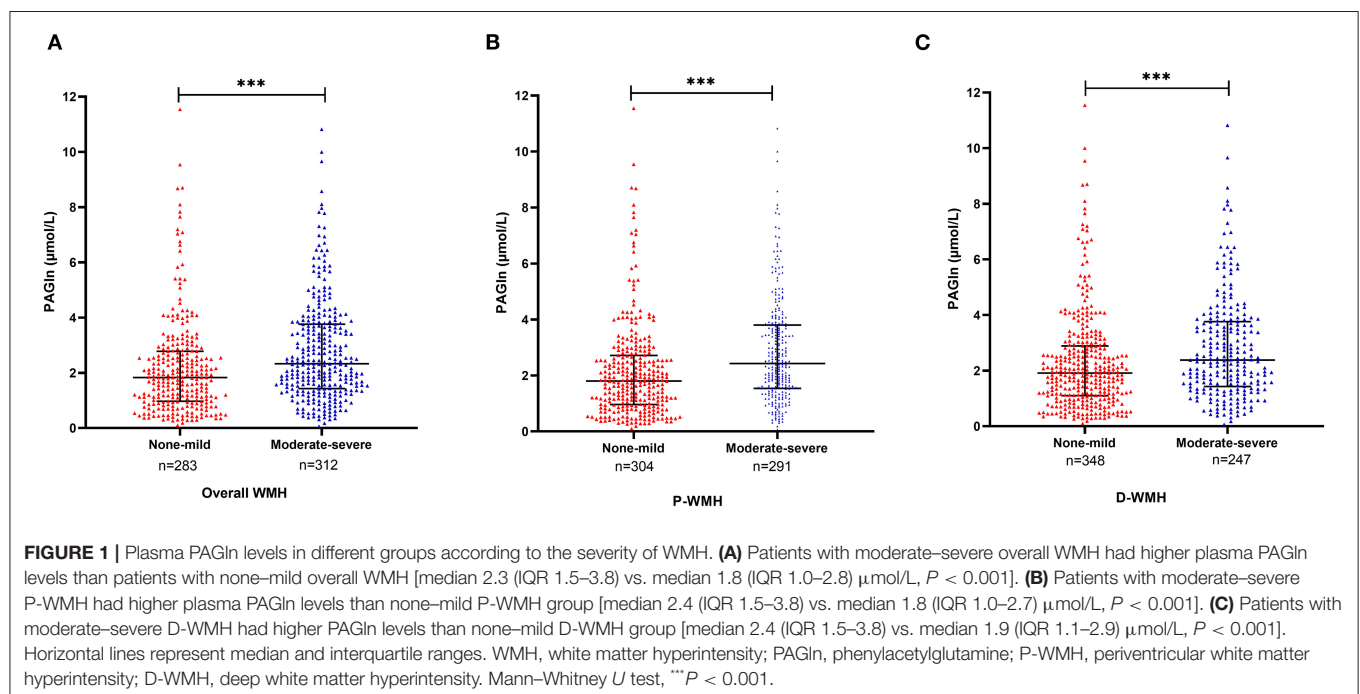 A
B
C
***
***
***
12
10
8
6
4
2
0
PAGln (µmol/L)
None-mild
n=283
Moderate-severe
n=312
Overall WMH
12
10
8
6
4
2
0
PAGln (µmol/L)
None-mild
n=304
Moderate-severe
n=291
P-WMH
12
10
8
6
4
2
0
PAGln (µmol/L)
None-mild
n=348
Moderate-severe
n=247
D-WMH
FIGURE 1 | Plasma PAGln levels in different groups according to the severity of WMH. (A) Patients with moderate–severe overall WMH had higher plasma PAGln
levels than patients with none–mild overall WMH [median 2.3 (IQR 1.5–3.8) vs. median 1.8 (IQR 1.0–2.8) μmol/L, P < 0.001]. (B) Patients with moderate–severe
P-WMH had higher plasma PAGln levels than none–mild P-WMH group [median 2.4 (IQR 1.5–3.8) vs. median 1.8 (IQR 1.0–2.7) μmol/L, P < 0.001]. (C) Patients with
moderate–severe D-WMH had higher PAGln levels than none–mild D-WMH group [median 2.4 (IQR 1.5–3.8) vs. median 1.9 (IQR 1.1–2.9) μmol/L, P < 0.001].
Horizontal lines represent median and interquartile ranges. WMH, white matter hyperintensity; PAGln, phenylacetylglutamine; P-WMH, periventricular white matter
hyperintensity; D-WMH, deep white matter hyperintensity. Mann–Whitney U test, ***P < 0.001.